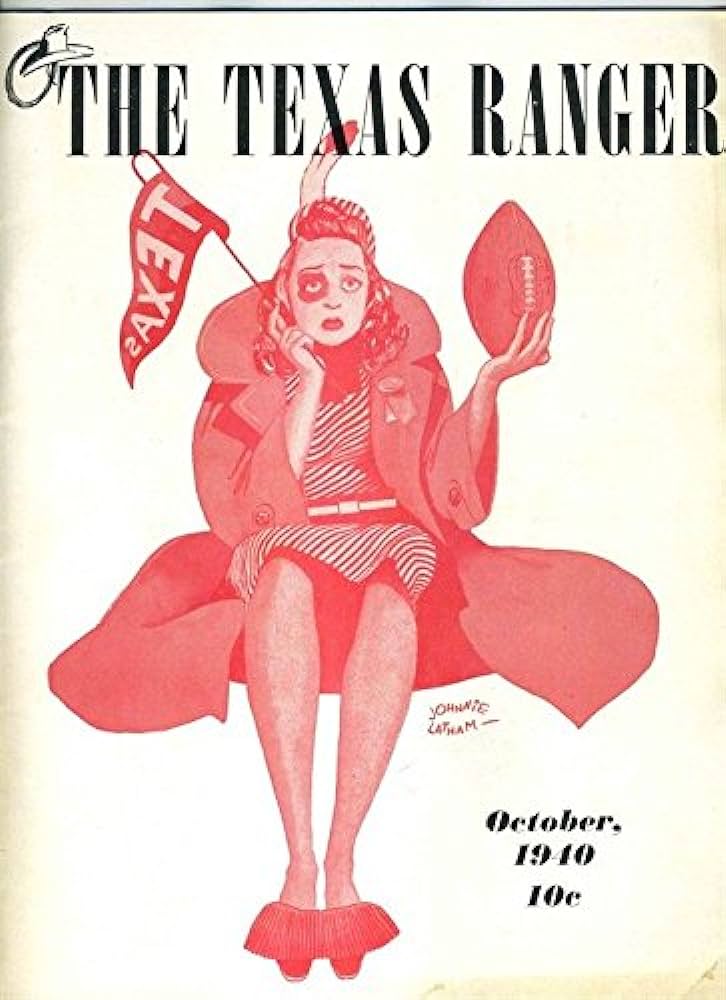 THE TEXAS RANGER
TEXAS
JOHNNIE
LATHAM
October,
1940
10c